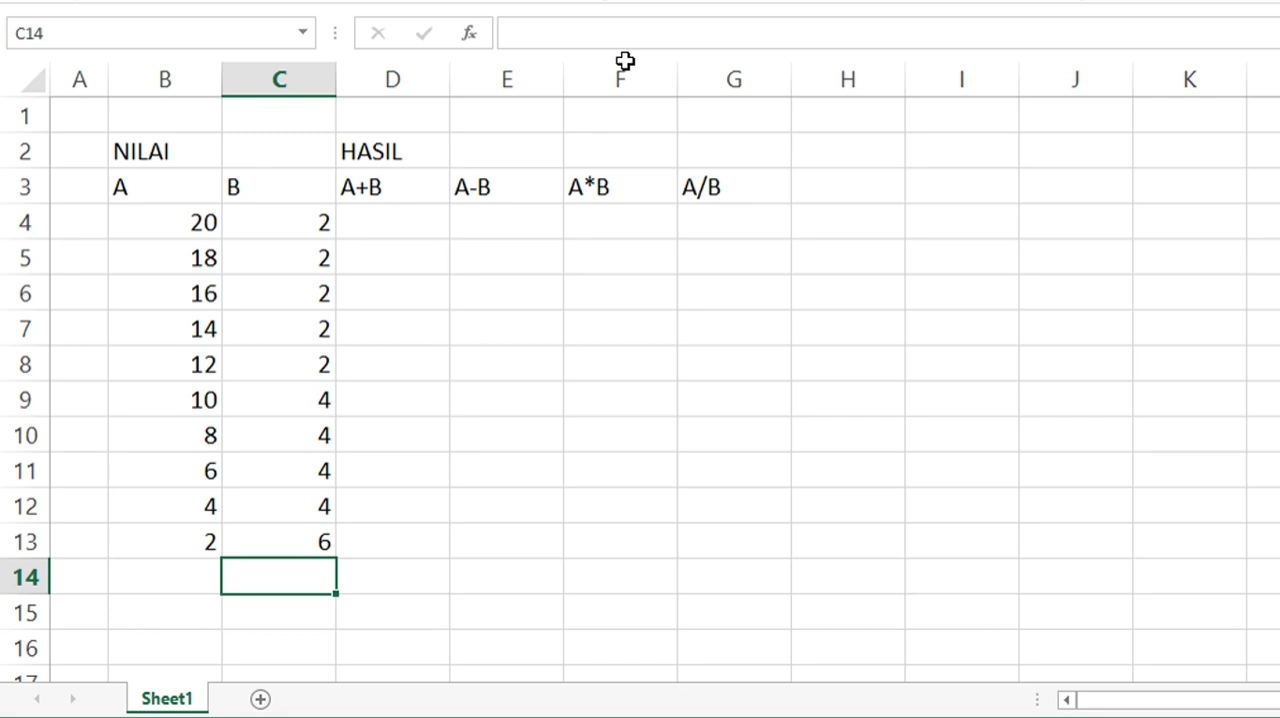 C14
fx
A B C D E F G H I J K
1
2 NILAI HASIL
3 A B A+B A-B A*B A/B
4 20 2
5 18 2
6 16 2
7 14 2
8 12 2
9 10 4
10 8 4
11 6 4
12 4 4
13 2 6
14
15
16
17
Sheet1